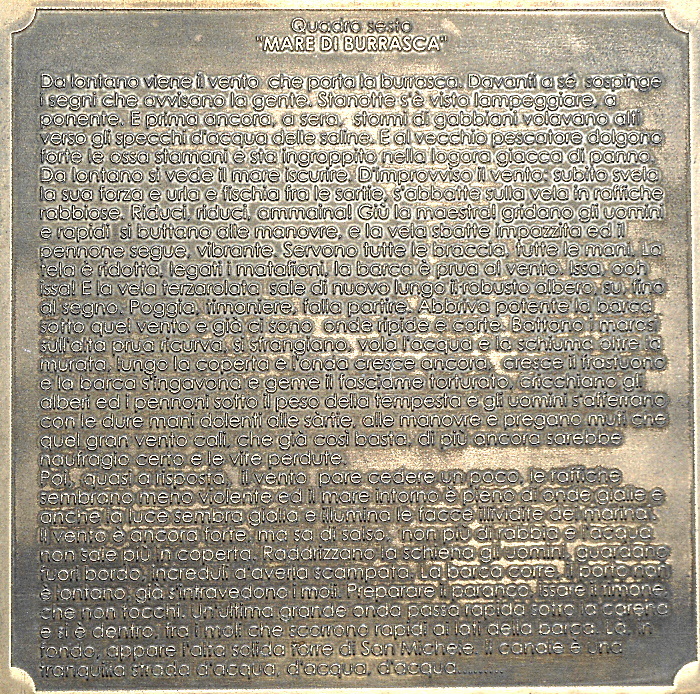 Quadro sesto
"MARE DI BURRASCA"
Da lontano viene il vento che porta la burrasca. Davanti a sé sospinge
i segni che avvisano la gente. Stanotte s'è visto lampeggiare, a
ponente. E prima ancora, a sera, stormi di gabbiani volavano alti
verso gli specchi d'acqua delle saline. E al vecchio pescatore dolgono
forte le ossa stamani e sta ingroppito nella logora giacca di panno.
Da lontano si vede il mare iscurire. D'improvviso il vento: subito svela
la sua forza e urla e fischia fra le sartie, s'abbatte sulla vela in raffiche
rabbiose. Riduci, riduci, ammaina! Giù la maestra! gridano gli uomini
e rapidi si buttano alle manovre, e la vela sbatte impazzita ed il
pennone segue, vibrante. Servono tutte le braccia, tutte le mani. La
tela è ridotta, legati i matafioni, la barca è prua al vento. Issa, ooh
issa! E la vela terzarolata sale di nuovo lungo il robusto albero, su, fino
al segno. Poggia, timoniere, falla partire. Abbriva potente la barca
sotto quel vento e già ci sono onde ripide e corte. Battono i marosi
sull'alta prua ricurva, si frangono, vola l'acqua e la schiuma oltre la
murata, lungo la coperta e l'onda cresce ancora, cresce il frastuono
e la barca s'ingavona e geme il fasciame torturato, cricchiano gli
alberi ed i pennoni sotto il peso della tempesta e gli uomini s'afferrano
con le dure mani dolenti alle sàrtie, alle manovre e pregano muti che
quel gran vento cali, che già così basta, di più ancora sarebbe
naufragio certo e le vite perdute.
Poi, quasi a risposta, il vento pare cedere un poco, le raffiche
sembrano meno violente ed il mare intorno è pieno di onde gialle e
anche la luce sembra gialla e illumina le facce illividite dei marinai.
Il vento è ancora forte, ma sa di salso, non più di rabbia e l'acqua
non sale più in coperta. Raddrizzano la schiena gli uomini, guardano
fuori bordo, increduli d'averla scampata. La barca corre, il porto non
è lontano, già s'intravedono i moli. Preparare il paranco, issare il timone,
che non tocchi. Un'ultima grande onda passa rapida sotto la carena
e si è dentro, fra i moli che scorrono rapidi ai lati della barca. Là, in
fondo, appare l'alta solida torre di San Michele. Il canale è una
tranquilla strada d'acqua, d'acqua, d'acqua..........